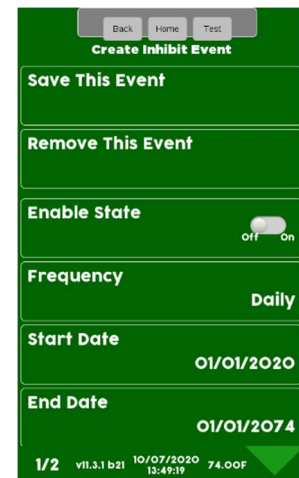 Back Home Test
Create Inhibit Event
Save This Event
Remove This Event
Enable State
Off On
Frequency
Daily
Start Date
01/01/2020
End Date
01/01/2074
1/2 v11.3.1 b21 10/07/2020 13:49:19 74.00F